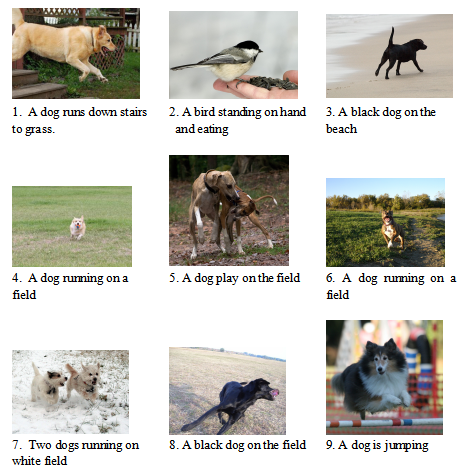 1. A dog runs down stairs
to grass.
2. A bird standing on hand
and eating
3. A black dog on the
beach
4. A dog running on a
field
5. A dog play on the field
6. A dog running on a
field
7. Two dogs running on
white field
8. A black dog on the field
9. A dog is jumping